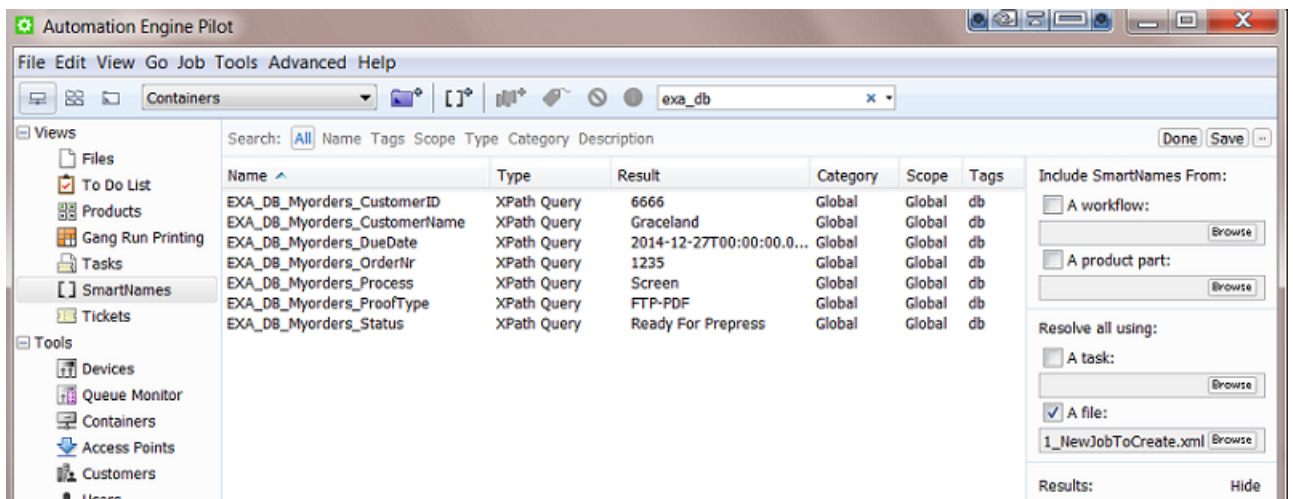 Automation Engine Pilot
File Edit View Go Job Tools Advanced Help
Containers exa_db
Views
Files
To Do List
Products
Gang Run Printing
Tasks
SmartNames
Tickets
Tools
Devices
Queue Monitor
Containers
Access Points
Customers
Search: All Name Tags Scope Type Category Description Done Save
Name Type Result Category Scope Tags
EXA_DB_Myorders_CustomerID XPath Query 6666 Global Global db
EXA_DB_Myorders_CustomerName XPath Query Graceland Global Global db
EXA_DB_Myorders_DueDate XPath Query 2014-12-27T00:00:00.0... Global Global db
EXA_DB_Myorders_OrderNr XPath Query 1235 Global Global db
EXA_DB_Myorders_Process XPath Query Screen Global Global db
EXA_DB_Myorders_ProofType XPath Query FTP-PDF Global Global db
EXA_DB_Myorders_Status XPath Query Ready For Prepress Global Global db
Include SmartNames From:
A workflow:
Browse
A product part:
Browse
Resolve all using:
A task:
Browse
A file:
1_NewJobToCreate.xml Browse
Results: Hide